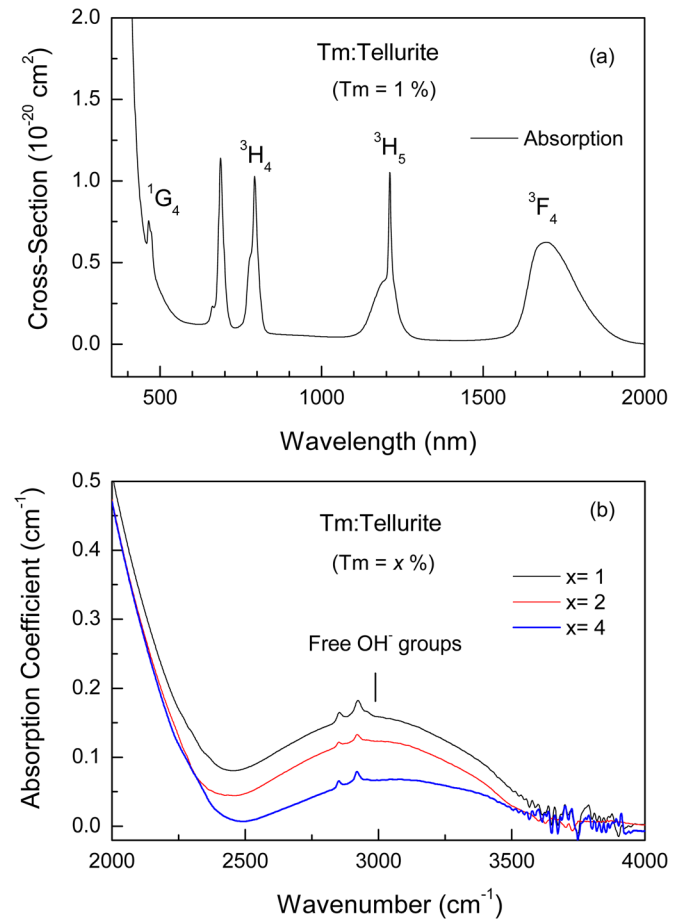 2.0
1.5
1.0
0.5
0.0
Cross-Section (10⁻²⁰ cm²)
Tm:Tellurite
(Tm = 1 %)
(a)
Absorption
¹G₄
³H₄
³H₅
³F₄
500
1000
1500
2000
Wavelength (nm)
0.5
0.4
0.3
0.2
0.1
0.0
Absorption Coefficient (cm⁻¹)
Tm:Tellurite
(Tm = x %)
(b)
x= 1
x= 2
x= 4
Free OH⁻ groups
2000
2500
3000
3500
4000
Wavenumber (cm⁻¹)